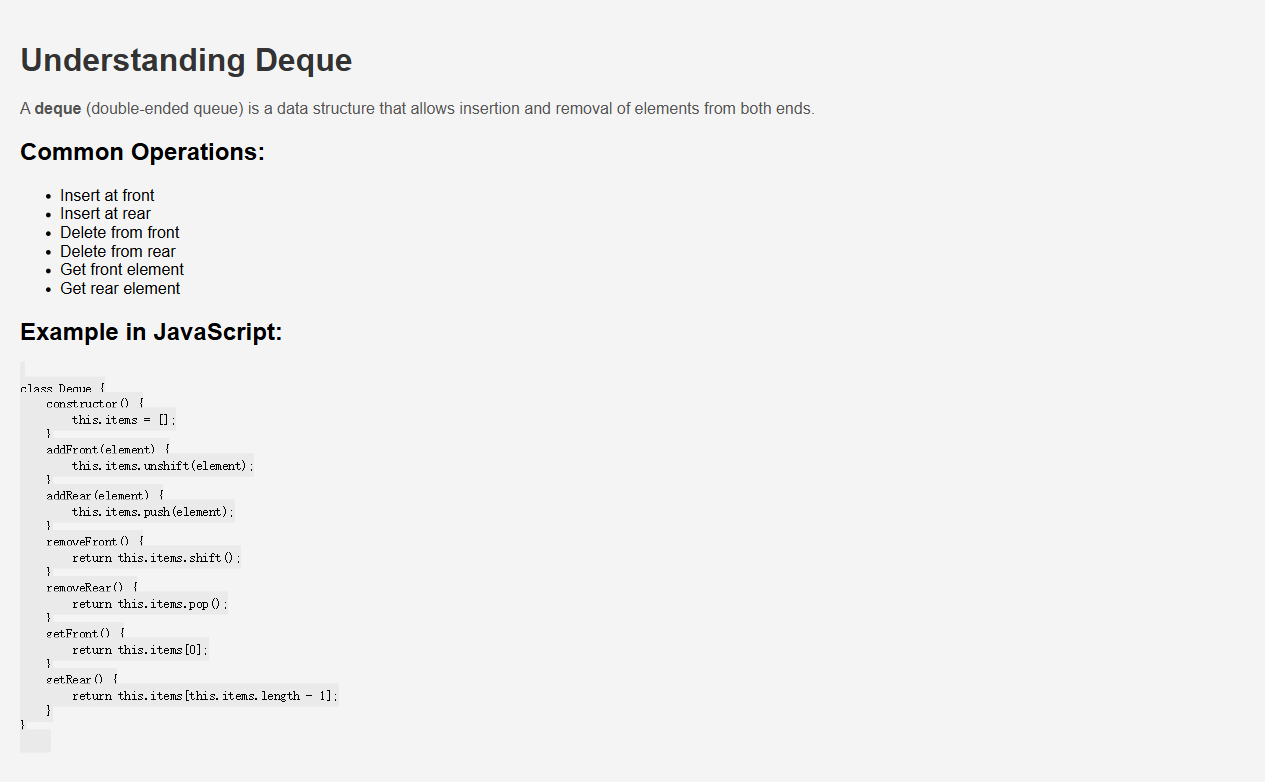 Understanding Deque
A deque (double-ended queue) is a data structure that allows insertion and removal of elements from both ends.
Common Operations:
• Insert at front
• Insert at rear
• Delete from front
• Delete from rear
• Get front element
• Get rear element
Example in JavaScript:
class Deque {
    constructor() {
        this.items = [];
    }
    addFront(element) {
        this.items.unshift(element);
    }
    addRear(element) {
        this.items.push(element);
    }
    removeFront() {
        return this.items.shift();
    }
    removeRear() {
        return this.items.pop();
    }
    getFront() {
        return this.items[0];
    }
    getRear() {
        return this.items[this.items.length - 1];
    }
}